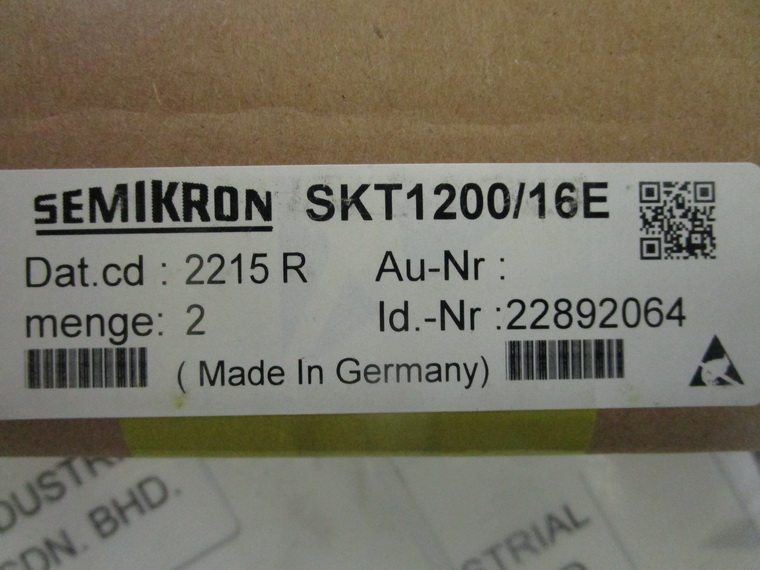 SEMIKRON SKT1200/16E
Dat.cd : 2215 R Au-Nr :
menge: 2 Id.-Nr :22892064
( Made In Germany)
SDN. BHD.